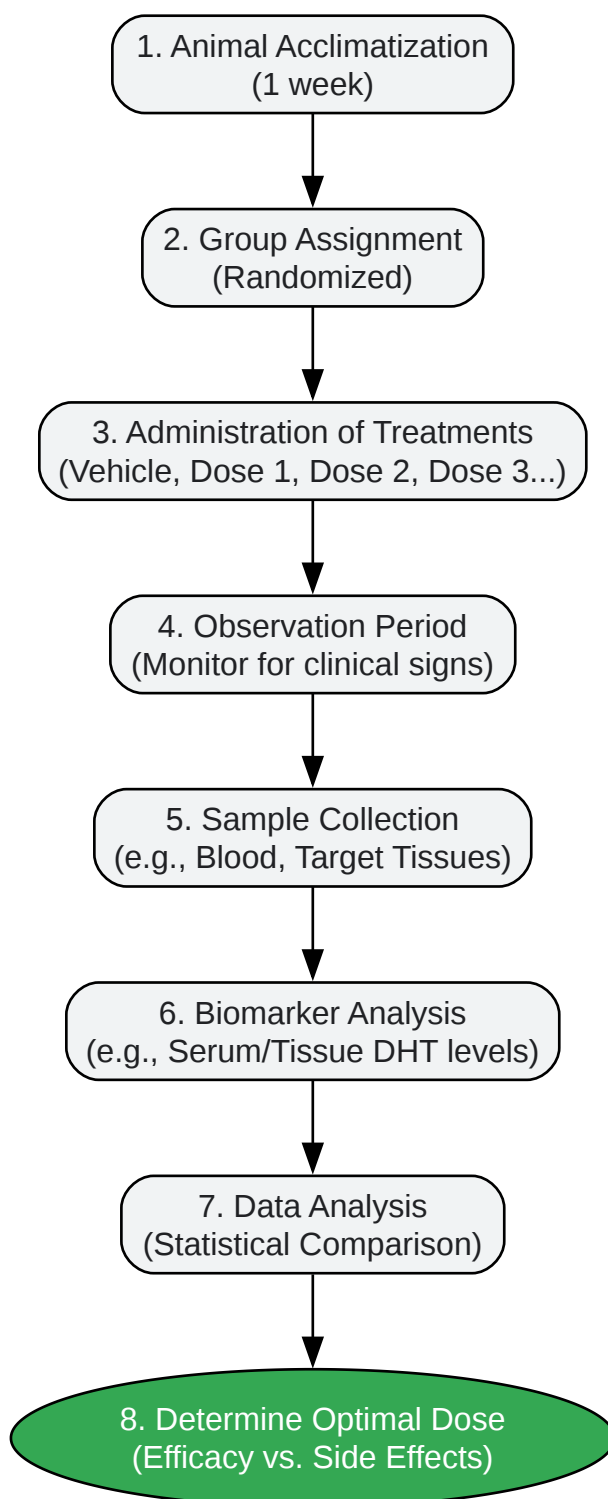 1. Animal Acclimatization
(1 week)
2. Group Assignment
(Randomized)
3. Administration of Treatments
(Vehicle, Dose 1, Dose 2, Dose 3...)
4. Observation Period
(Monitor for clinical signs)
5. Sample Collection
(e.g., Blood, Target Tissues)
6. Biomarker Analysis
(e.g., Serum/Tissue DHT levels)
7. Data Analysis
(Statistical Comparison)
8. Determine Optimal Dose
(Efficacy vs. Side Effects)